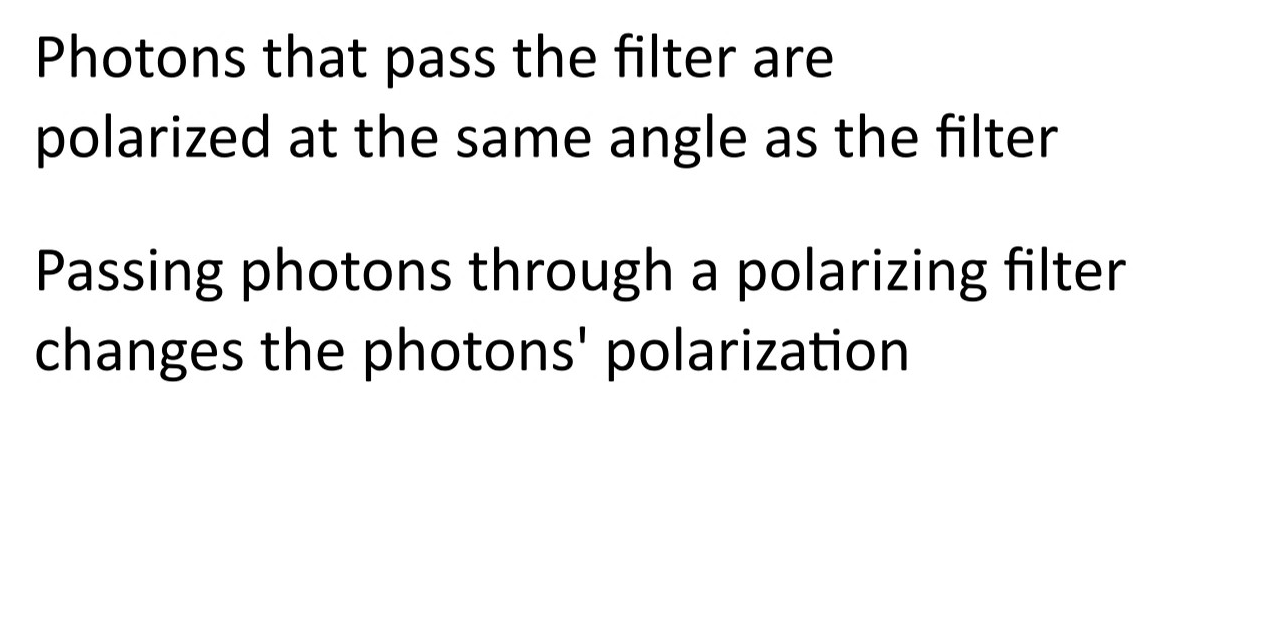 Photons that pass the filter are
polarized at the same angle as the filter
Passing photons through a polarizing filter
changes the photons' polarization